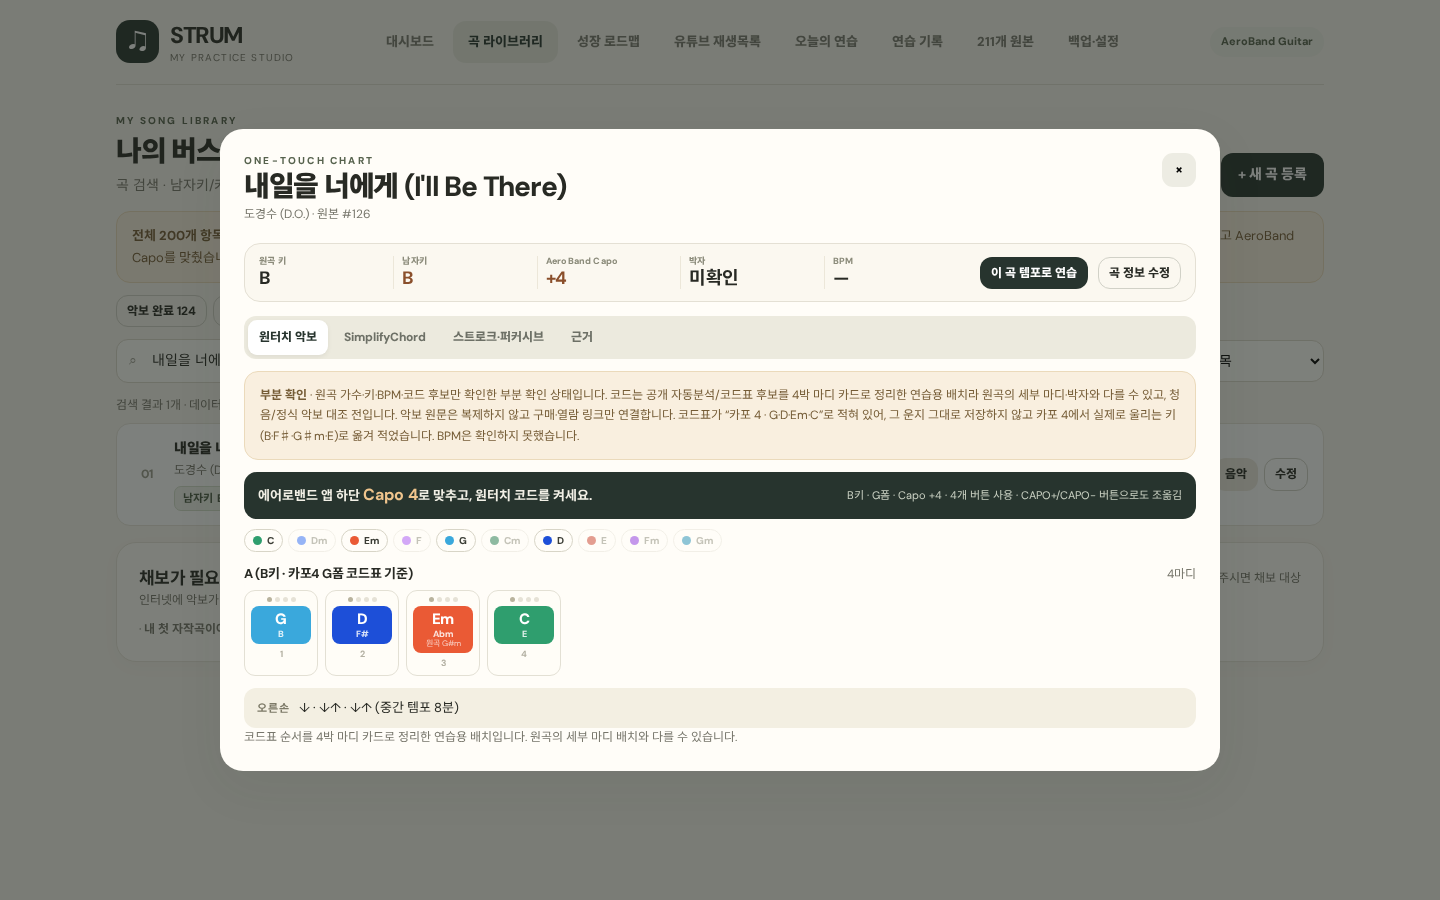 STRUM
MY PRACTICE STUDIO
대시보드
곡 라이브러리
성장 로드맵
유튜브 재생목록
오늘의 연습
연습 기록
211개 원본
백업·설정
AeroBand Guitar
MY SONG LIBRARY
나의 버스
곡 검색 · 남자키/
+ 새 곡 등록
전체 200개 항목
고 AeroBand
Capo를 맞췄습니
악보 완료 124
내일을 너에
목
검색 결과 1개 · 데이터
01
내일을 너
도경수 (D
남자키
음악
수정
채보가 필요
인터넷에 악보가
주시면 채보 대상
· 내 첫 자작곡이
ONE-TOUCH CHART
내일을 너에게 (I'll Be There)
×
도경수 (D.O.) · 원본 #126
원곡 키
B
남자키
B
AeroBand Capo
+4
박자
미확인
BPM
—
이 곡 템포로 연습
곡 정보 수정
원터치 악보
SimplifyChord
스트로크·퍼커시브
근거
부분 확인 · 원곡 가수·키·BPM·코드 후보만 확인한 부분 확인 상태입니다. 코드는 공개 자동분석/코드표 후보를 4박 마디 카드로 정리한 연습용 배치라 원곡의 세부 마디·박자와 다를 수 있고, 청
음/정식 악보 대조 전입니다. 악보 원문은 복제하지 않고 구매·열람 링크만 연결합니다. 코드표가 “카포 4 · G·D·Em·C”로 적혀 있어, 그 운지 그대로 저장하지 않고 카포 4에서 실제로 울리는 키
(B·F♯·G♯m·E)로 옮겨 적었습니다. BPM은 확인하지 못했습니다.
에어로밴드 앱 하단 Capo 4로 맞추고, 원터치 코드를 켜세요.
B키 · G폼 · Capo +4 · 4개 버튼 사용 · CAPO+/CAPO− 버튼으로도 조옮김
C
Dm
Em
F
G
Cm
D
E
Fm
Gm
A (B키 · 카포4 G폼 코드표 기준)
4마디
G
B
1
D
F#
2
Em
Abm
원곡 G#m
3
C
E
4
오른손 ↓ · ↓↑ · ↓↑ (중간 템포 8분)
코드표 순서를 4박 마디 카드로 정리한 연습용 배치입니다. 원곡의 세부 마디 배치와 다를 수 있습니다.